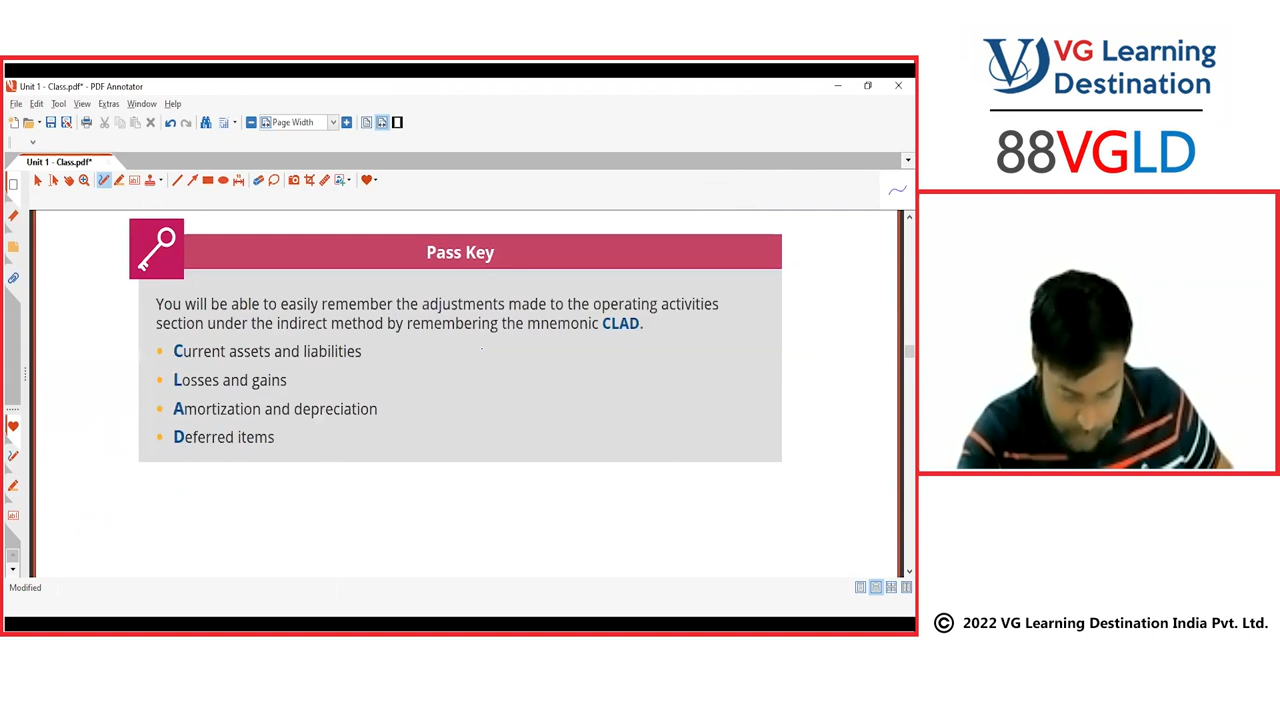 VG Learning
Destination
88VGLD
Unit 1 - Class.pdf* - PDF Annotator
File Edit Tool View Extras Window Help
Page Width
Unit 1 - Class.pdf*
Pass Key
You will be able to easily remember the adjustments made to the operating activities
section under the indirect method by remembering the mnemonic CLAD.
• Current assets and liabilities
• Losses and gains
• Amortization and depreciation
• Deferred items
Modified
© 2022 VG Learning Destination India Pvt. Ltd.